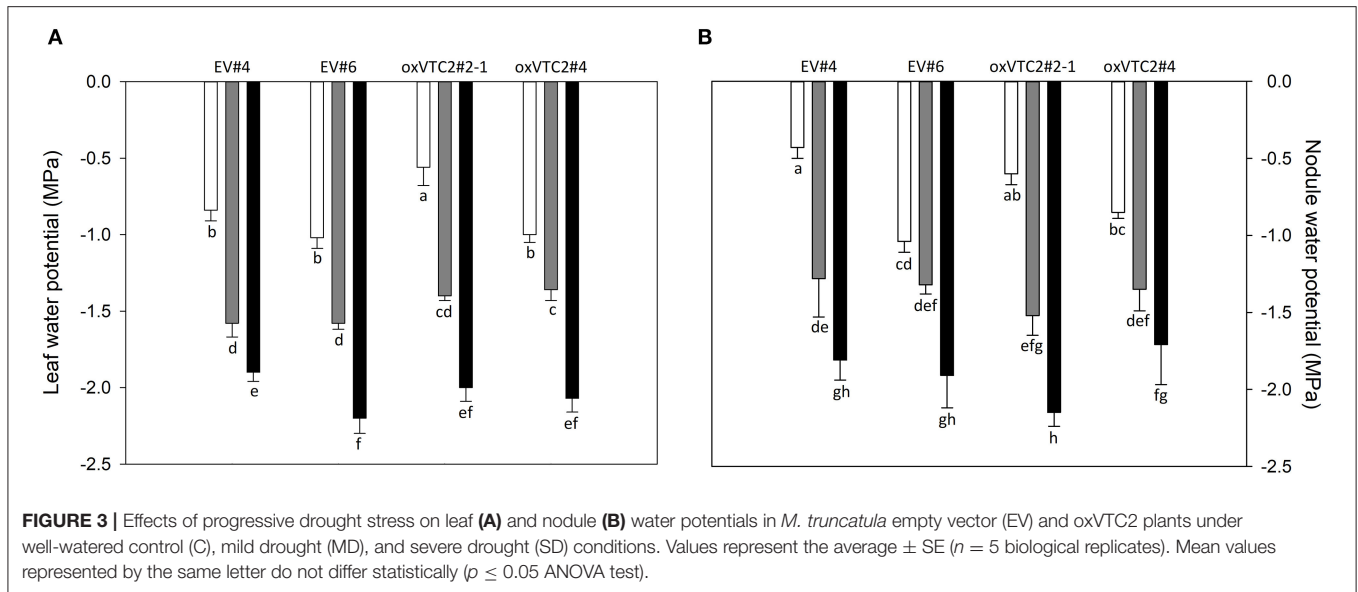 A
B
EV#4 EV#6 oxVTC2#2-1 oxVTC2#4
0.0
-0.5
-1.0
-1.5
-2.0
-2.5
Leaf water potential (MPa)
b d e b d f a cd ef b c ef
EV#4 EV#6 oxVTC2#2-1 oxVTC2#4
0.0
-0.5
-1.0
-1.5
-2.0
-2.5
Nodule water potential (MPa)
a de gh cd def gh ab efg h bc def fg
FIGURE 3 | Effects of progressive drought stress on leaf (A) and nodule (B) water potentials in M. truncatula empty vector (EV) and oxVTC2 plants under
well-watered control (C), mild drought (MD), and severe drought (SD) conditions. Values represent the average ± SE (n = 5 biological replicates). Mean values
represented by the same letter do not differ statistically (p ≤ 0.05 ANOVA test).